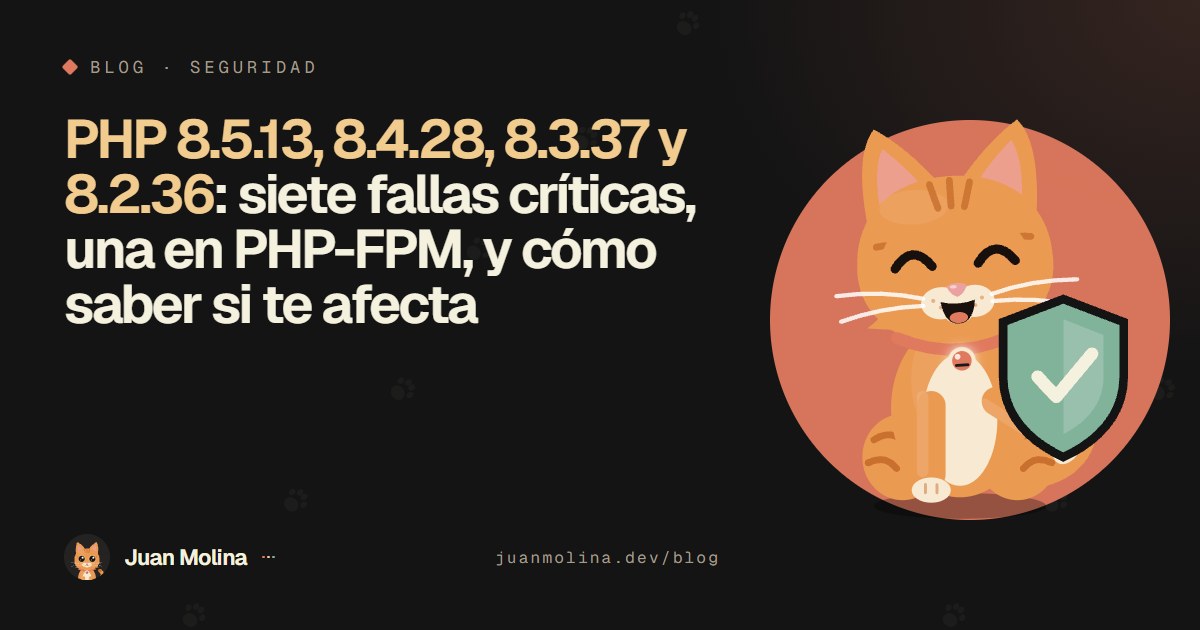 BLOG · SEGURIDAD
PHP 8.5.13, 8.4.28, 8.3.37 y
8.2.36: siete fallas críticas,
una en PHP-FPM, y cómo
saber si te afecta
Juan Molina
juanmolina.dev/blog